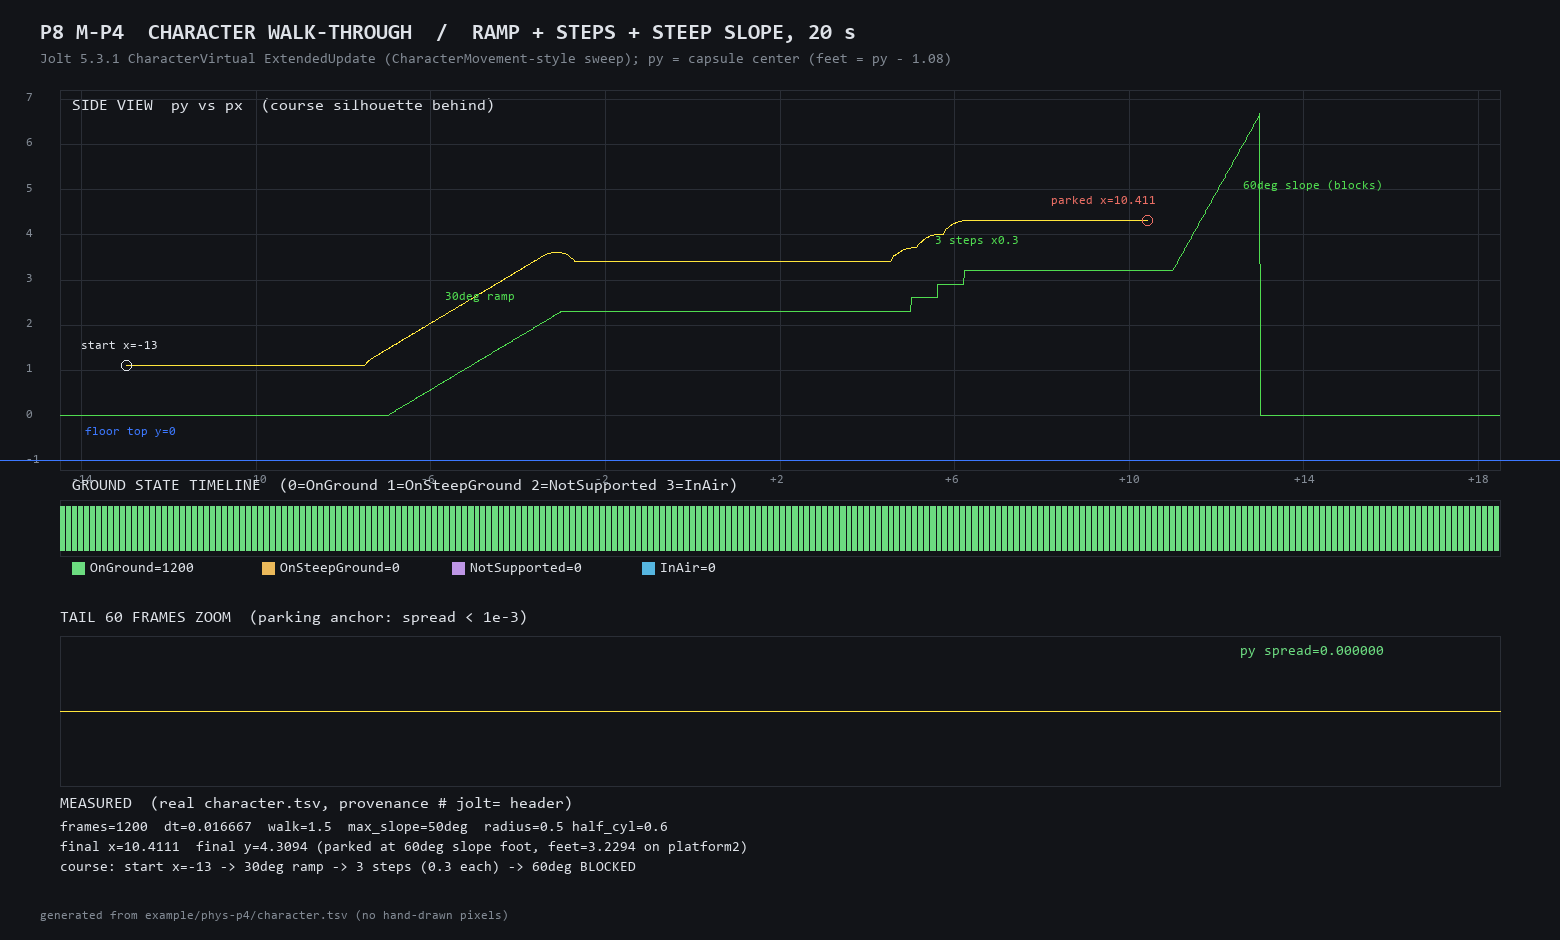 P8 M-P4  CHARACTER WALK-THROUGH  /  RAMP + STEPS + STEEP SLOPE, 20 s
Jolt 5.3.1 CharacterVirtual ExtendedUpdate (CharacterMovement-style sweep); py = capsule center (feet = py - 1.08)
7
SIDE VIEW  py vs px  (course silhouette behind)
6
5
60deg slope (blocks)
parked x=10.411
4
3 steps x0.3
3
30deg ramp
2
start x=-13
1
0
floor top y=0
-1
-14 -10 -6 -2 +2 +6 +10 +14 +18
GROUND STATE TIMELINE  (0=OnGround 1=OnSteepGround 2=NotSupported 3=InAir)
OnGround=1200 OnSteepGround=0 NotSupported=0 InAir=0
TAIL 60 FRAMES ZOOM  (parking anchor: spread < 1e-3)
py spread=0.000000
MEASURED  (real character.tsv, provenance # jolt= header)
frames=1200  dt=0.016667  walk=1.5  max_slope=50deg  radius=0.5 half_cyl=0.6
final x=10.4111  final y=4.3094 (parked at 60deg slope foot, feet=3.2294 on platform2)
course: start x=-13 -> 30deg ramp -> 3 steps (0.3 each) -> 60deg BLOCKED
generated from example/phys-p4/character.tsv (no hand-drawn pixels)